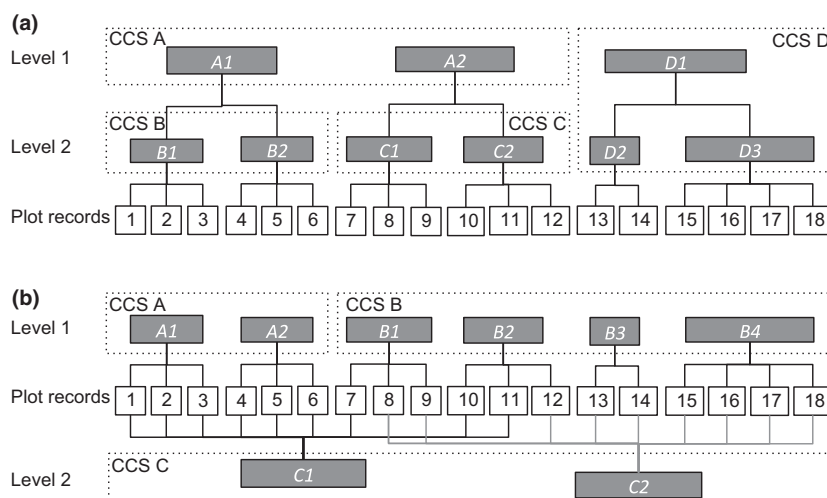 (a)
CCS A
CCS D
Level 1
A1
A2
D1
CCS B
CCS C
Level 2
B1
B2
C1
C2
D2
D3
Plot records
1 2 3 4 5 6 7 8 9 10 11 12 13 14 15 16 17 18
(b)
CCS A
CCS B
Level 1
A1
A2
B1
B2
B3
B4
Plot records
1 2 3 4 5 6 7 8 9 10 11 12 13 14 15 16 17 18
CCS C
Level 2
C1
C2